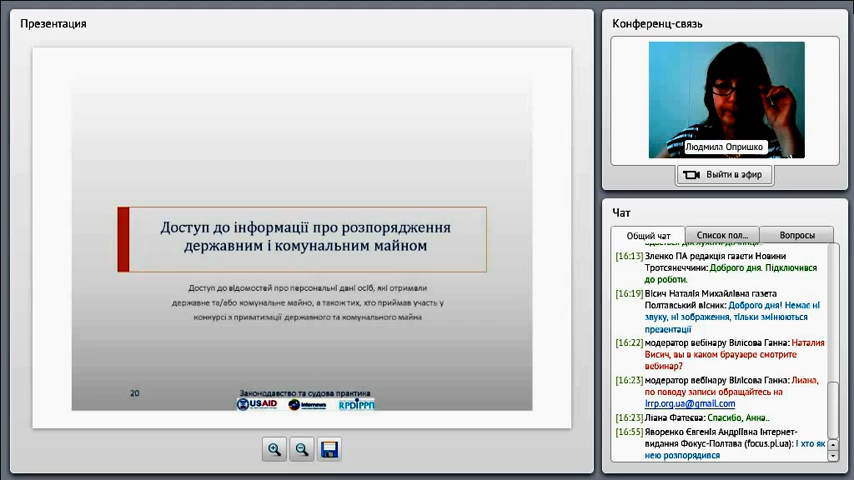 Презентация
Доступ до інформації про розпорядження
державним і комунальним майном
Доступ до відомостей про персональні дані осіб, які отримали
державне та/або комунальне майно, а також тих, хто приймав участь у
конкурсі з приватизації державного та комунального майна
20
Законодавство та судова практика
USAID
Internews
Конференц-связь
Людмила Опришко
Выйти в эфир
Чат
Общий чат
Список пол...
Вопросы
[16:13] Зленко ПА редакція газети Новини
Тротсянеччини: Доброго дня. Підключився
до роботи.
[16:19] Вісич Наталія Михайлівна газета
Полтавський вісник: Доброго дня! Немає ні
звуку, ні зображення, тільки змінюються
презентації
[16:22] модератор вебінару Вілісова Ганна: Наталия
Висич, вы в каком браузере смотрите
вебинар?
[16:23] модератор вебінару Вілісова Ганна: Лиана,
по поводу записи обращайтесь на
irrp.org.ua@gmail.com
[16:23] Ліана Фатеєва: Спасибо, Анна..
[16:55] Яворенко Євгенія Андріївна Інтернет-
видання Фокус-Полтава (focus.pl.ua): І хто як
нею розпорядився